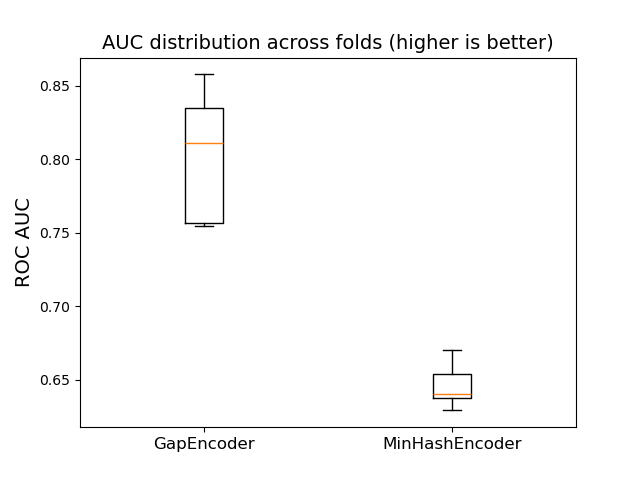 AUC distribution across folds (higher is better)
ROC AUC
0.85
0.80
0.75
0.70
0.65
GapEncoder
MinHashEncoder